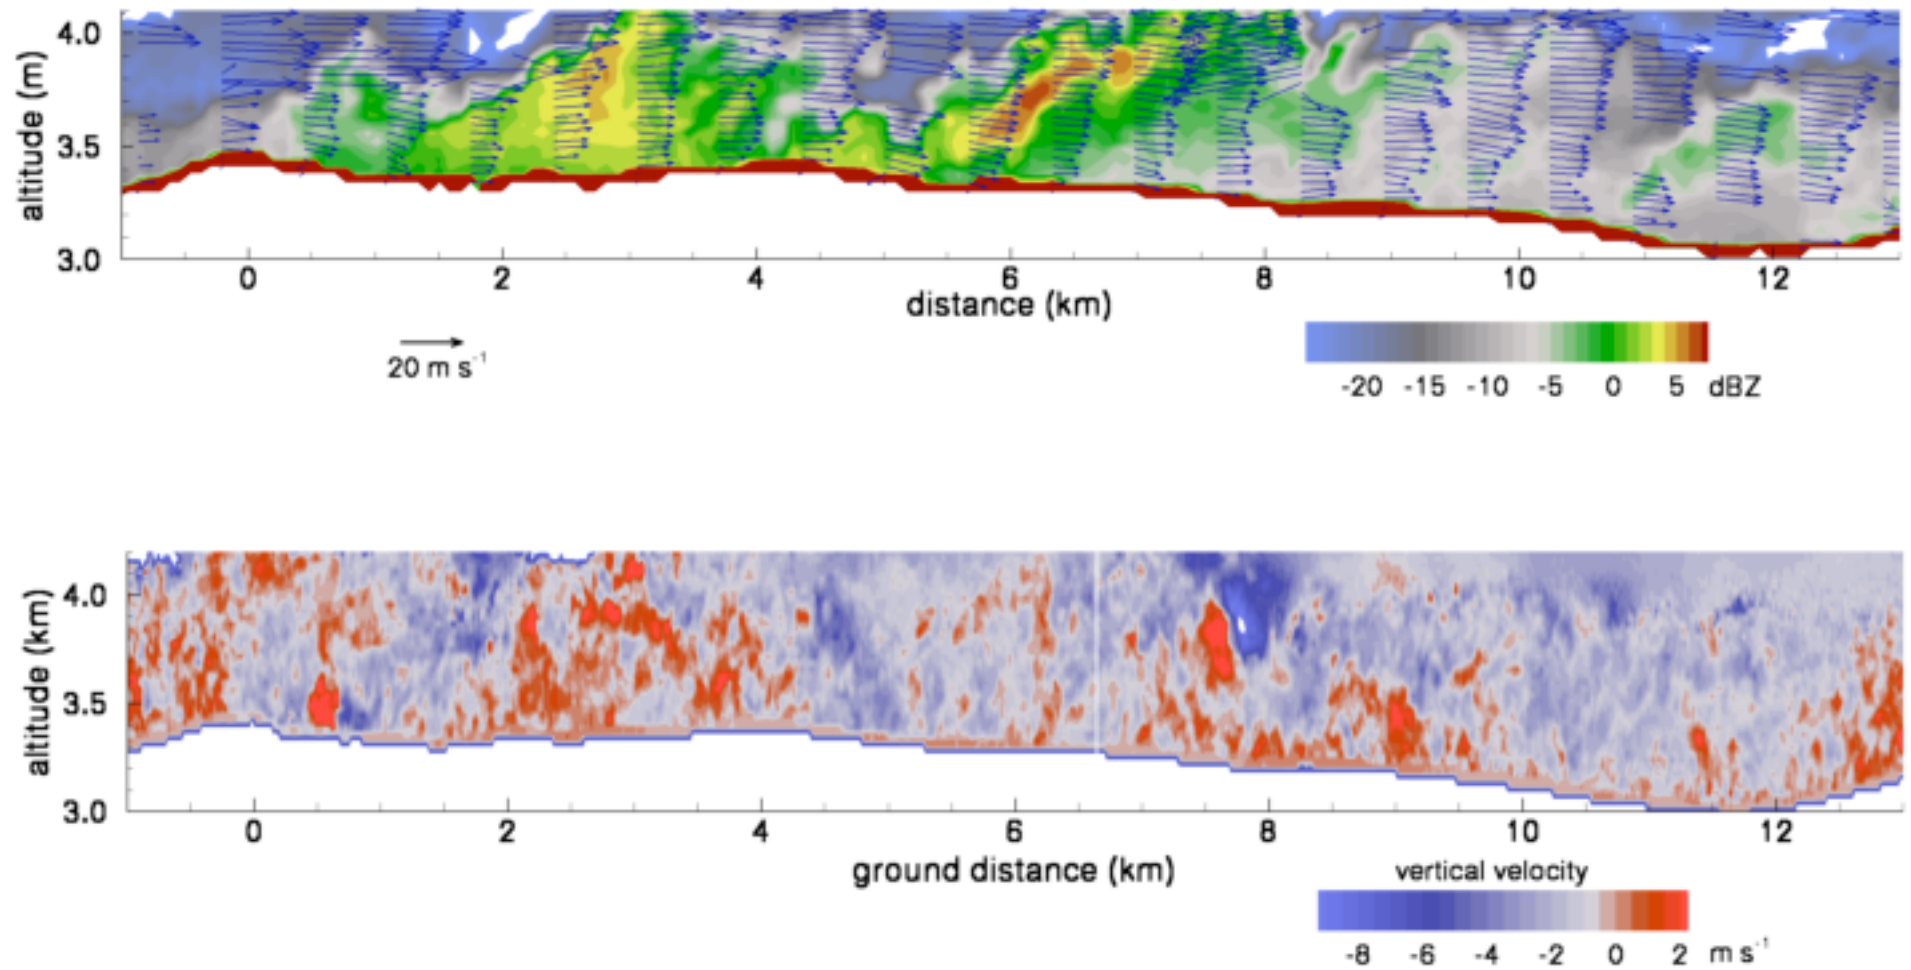 altitude (m)
4.0
3.5
3.0
0 2 4 6 8 10 12
distance (km)
20 m s⁻¹
-20 -15 -10 -5 0 5 dBZ
altitude (km)
4.0
3.5
3.0
0 2 4 6 8 10 12
ground distance (km)
vertical velocity
-8 -6 -4 -2 0 2 m s⁻¹